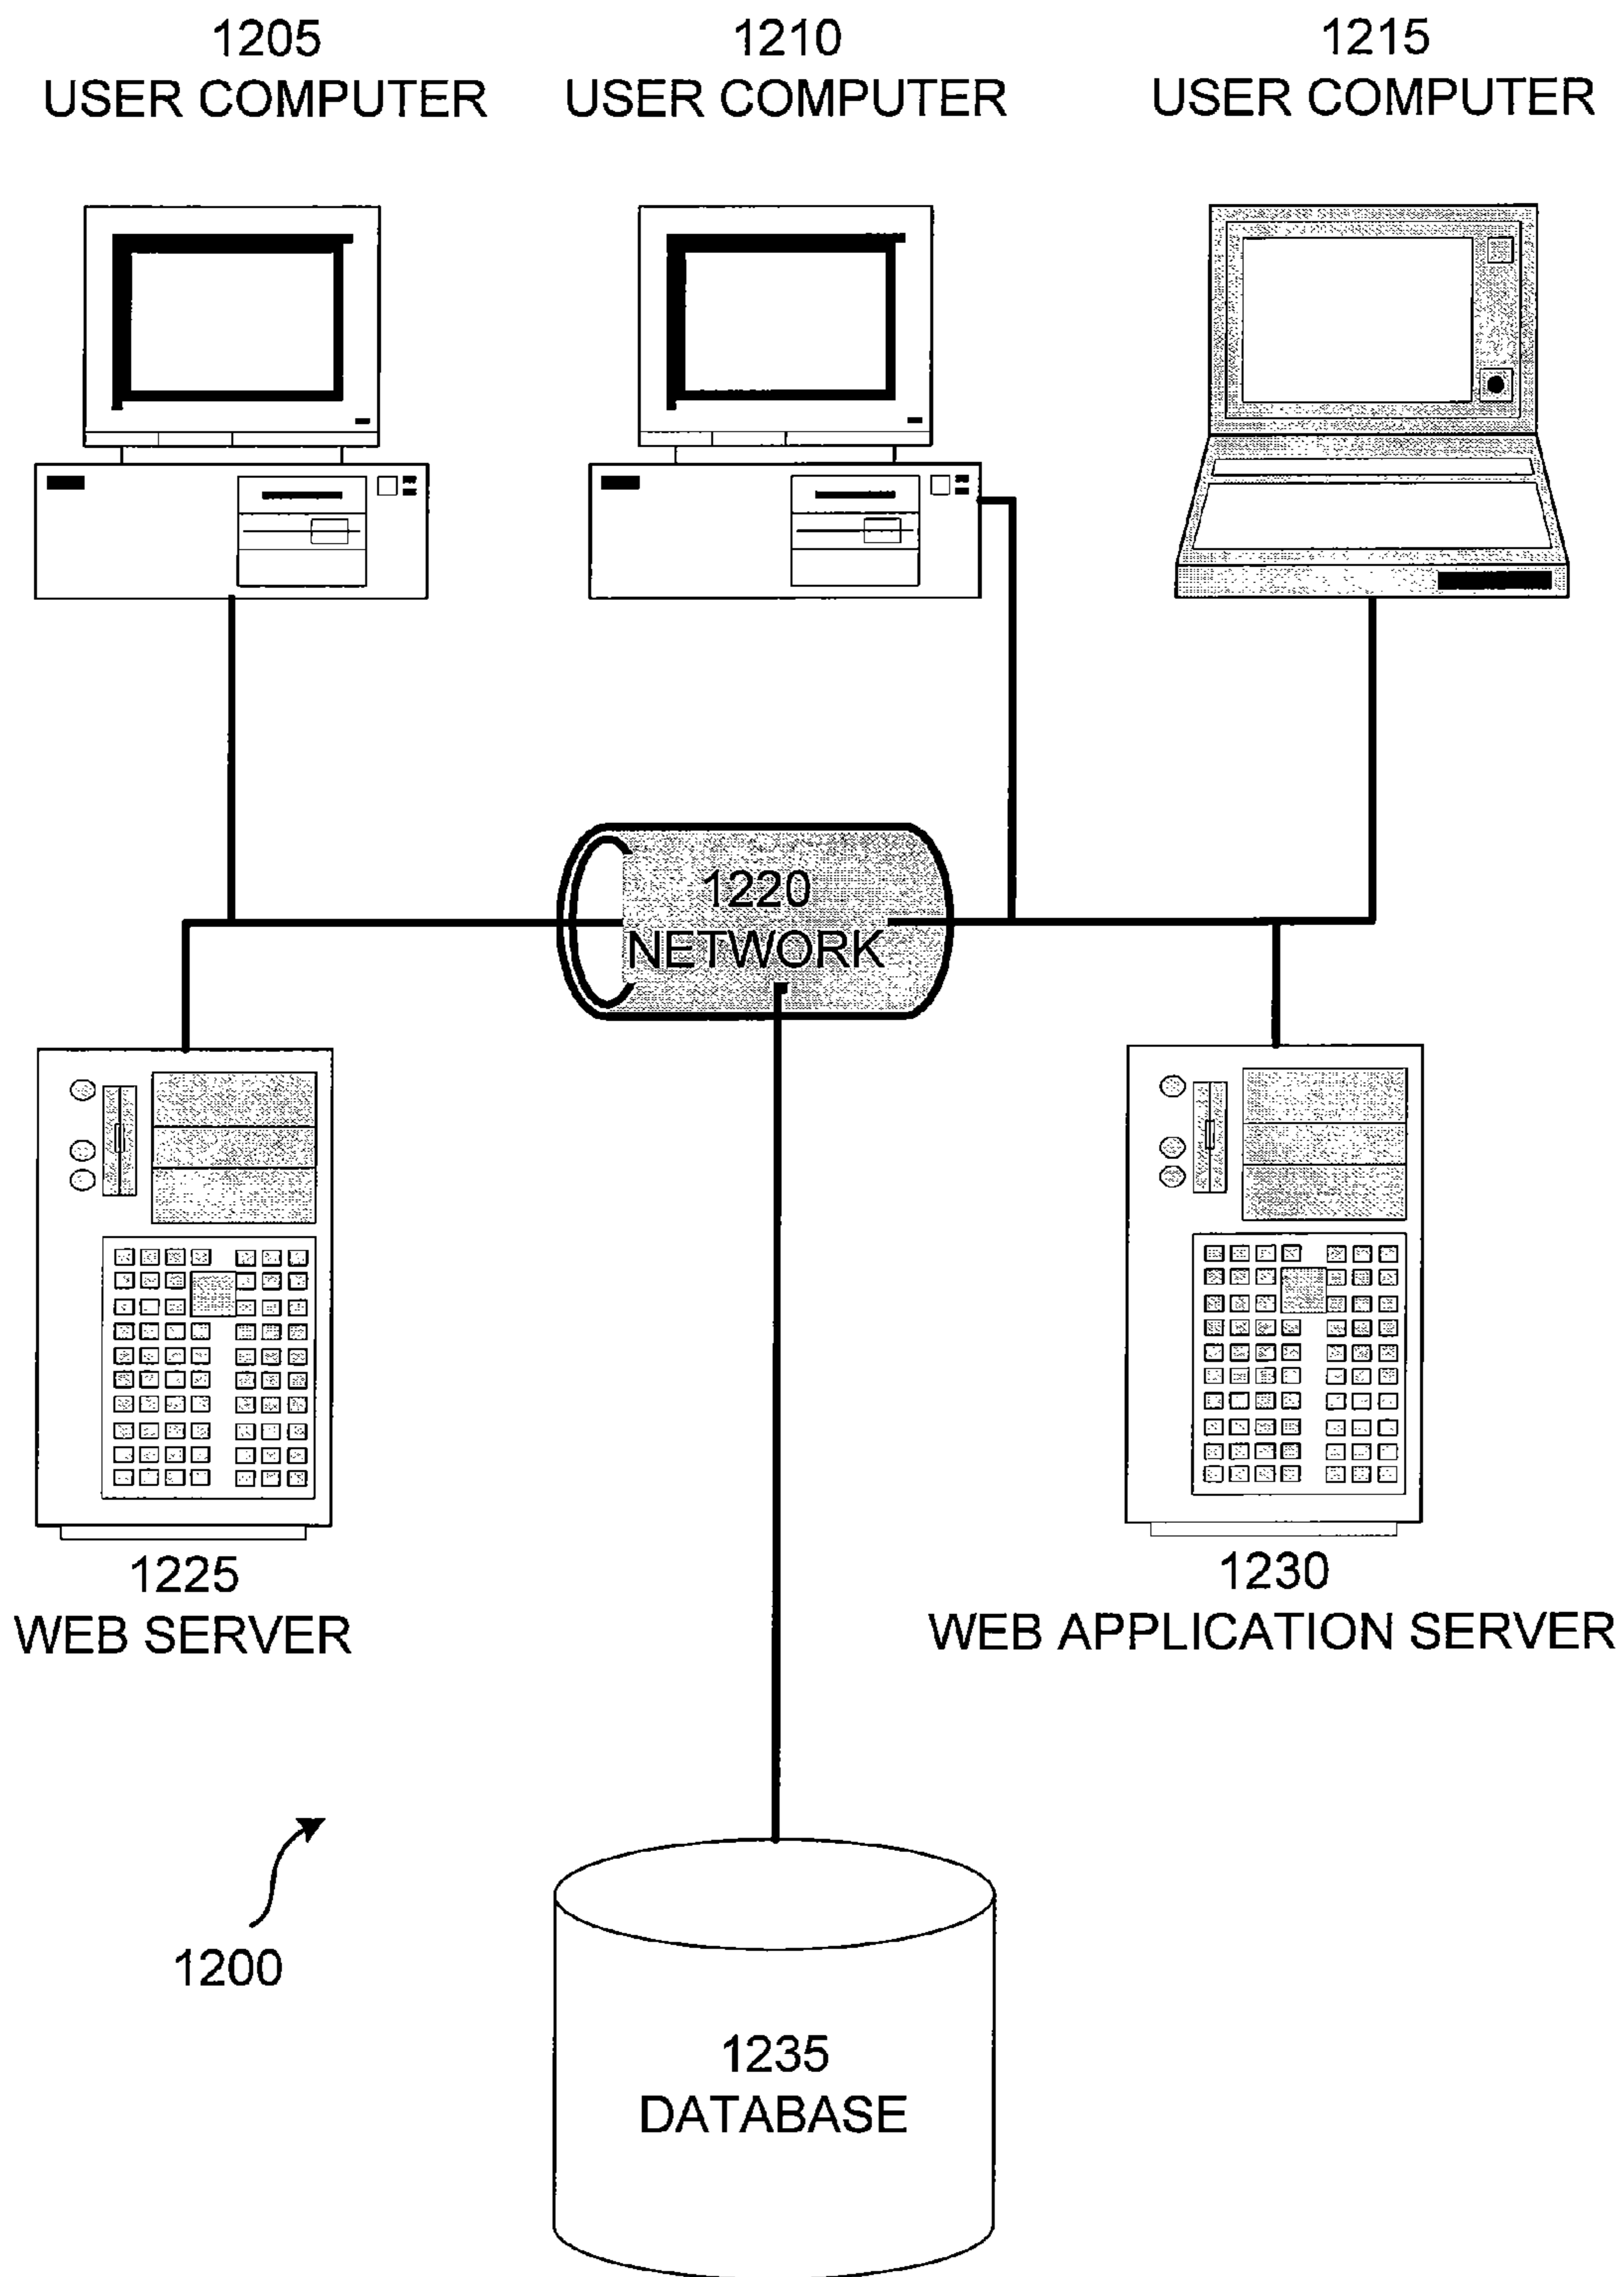 1205
USER COMPUTER
1210
USER COMPUTER
1215
USER COMPUTER
1220
NETWORK
1225
WEB SERVER
1230
WEB APPLICATION SERVER
1200
1235
DATABASE